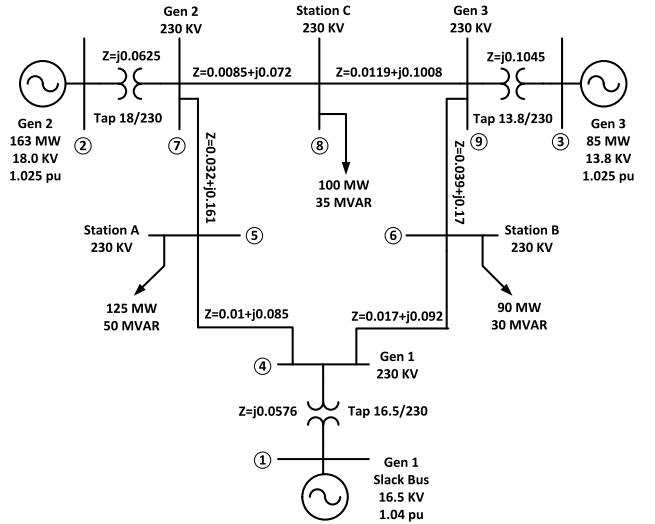 Gen 2
230 KV
Station C
230 KV
Gen 3
230 KV
Z=j0.0625
Z=0.0085+j0.072
Z=0.0119+j0.1008
Z=j0.1045
Gen 2
163 MW
18.0 KV
1.025 pu
Tap 18/230
2
7
8
Tap 13.8/230
9
3
Gen 3
85 MW
13.8 KV
1.025 pu
Z=0.032+j0.161
Z=0.039+j0.17
100 MW
35 MVAR
Station A
230 KV
5
6
Station B
230 KV
125 MW
50 MVAR
90 MW
30 MVAR
Z=0.01+j0.085
Z=0.017+j0.092
4
Gen 1
230 KV
Z=j0.0576
Tap 16.5/230
1
Gen 1
Slack Bus
16.5 KV
1.04 pu